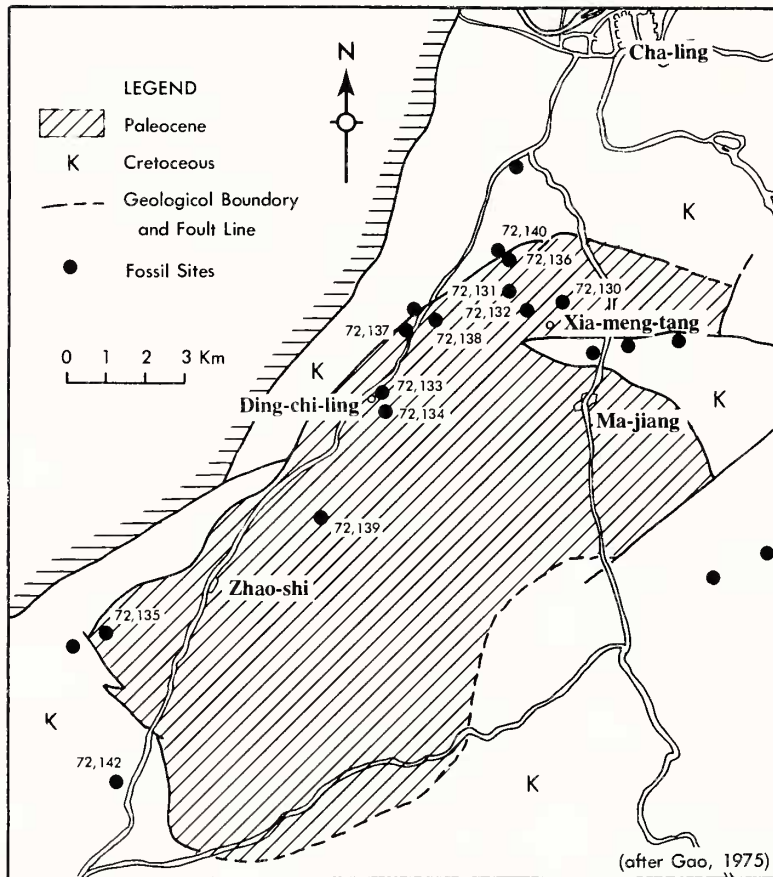 Cha-ling
N
LEGEND
Paleocene
K Cretoceous
Geological Boundary
and Foult Line
Fossil Sites
0 1 2 3 Km
K
72,140
72,136
72,131
72,130
72,132
Xia-meng-tang
72,137
72,138
K
72,133
K
Ding-chi-ling
72,134
Ma-jiang
72,139
Zhao-shi
72,135
K
72,142
K
(after Gao, 1975)